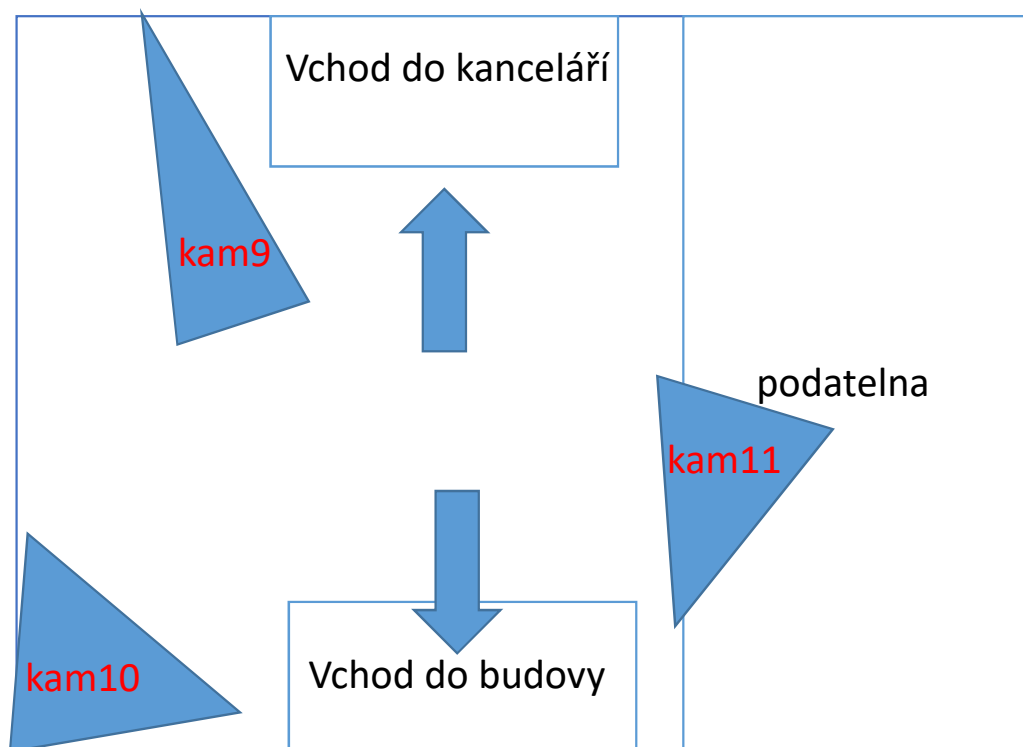 Vchod do kanceláří
kam9
podatelna
kam11
kam10
Vchod do budovy